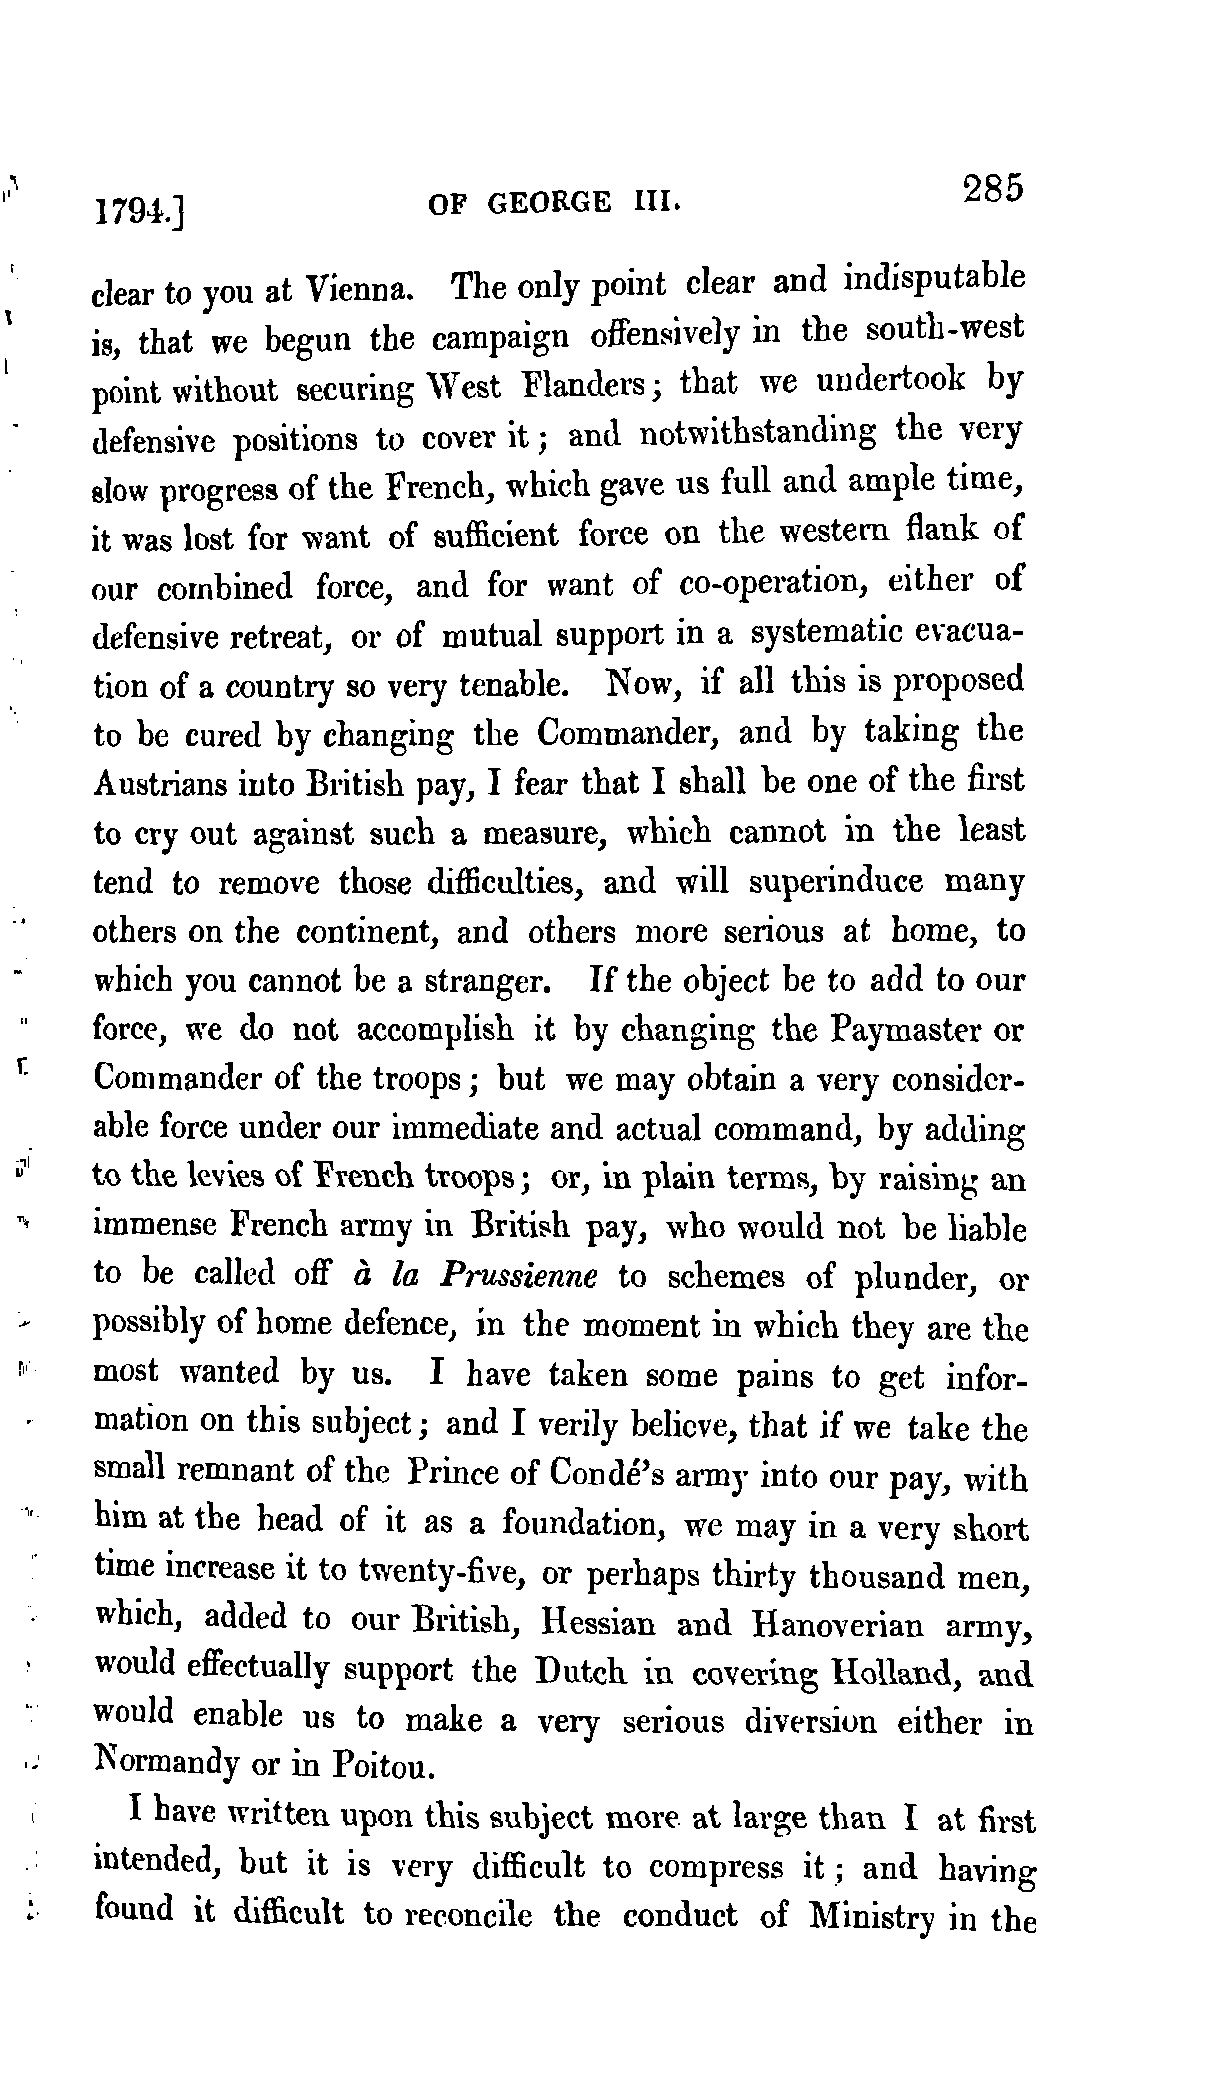 1794.] OF GEORGE III. 285
clear to you at Vienna. The only point clear and indisputable
is, that we begun the campaign offensively in the south-west
point without securing West Flanders; that we undertook by
defensive positions to cover it; and notwithstanding the very
slow progress of the French, which gave us full and ample time,
it was lost for want of sufficient force on the western flank of
our combined force, and for want of co-operation, either of
defensive retreat, or of mutual support in a systematic evacua-
tion of a country so very tenable. Now, if all this is proposed
to be cured by changing the Commander, and by taking the
Austrians into British pay, I fear that I shall be one of the first
to cry out against such a measure, which cannot in the least
tend to remove those difficulties, and will superinduce many
others on the continent, and others more serious at home, to
which you cannot be a stranger. If the object be to add to our
force, we do not accomplish it by changing the Paymaster or
Commander of the troops; but we may obtain a very consider-
able force under our immediate and actual command, by adding
to the levies of French troops; or, in plain terms, by raising an
immense French army in British pay, who would not be liable
to be called off à la Prussienne to schemes of plunder, or
possibly of home defence, in the moment in which they are the
most wanted by us. I have taken some pains to get infor-
mation on this subject; and I verily believe, that if we take the
small remnant of the Prince of Condé's army into our pay, with
him at the head of it as a foundation, we may in a very short
time increase it to twenty-five, or perhaps thirty thousand men,
which, added to our British, Hessian and Hanoverian army,
would effectually support the Dutch in covering Holland, and
would enable us to make a very serious diversion either in
Normandy or in Poitou.
I have written upon this subject more at large than I at first
intended, but it is very difficult to compress it; and having
found it difficult to reconcile the conduct of Ministry in the